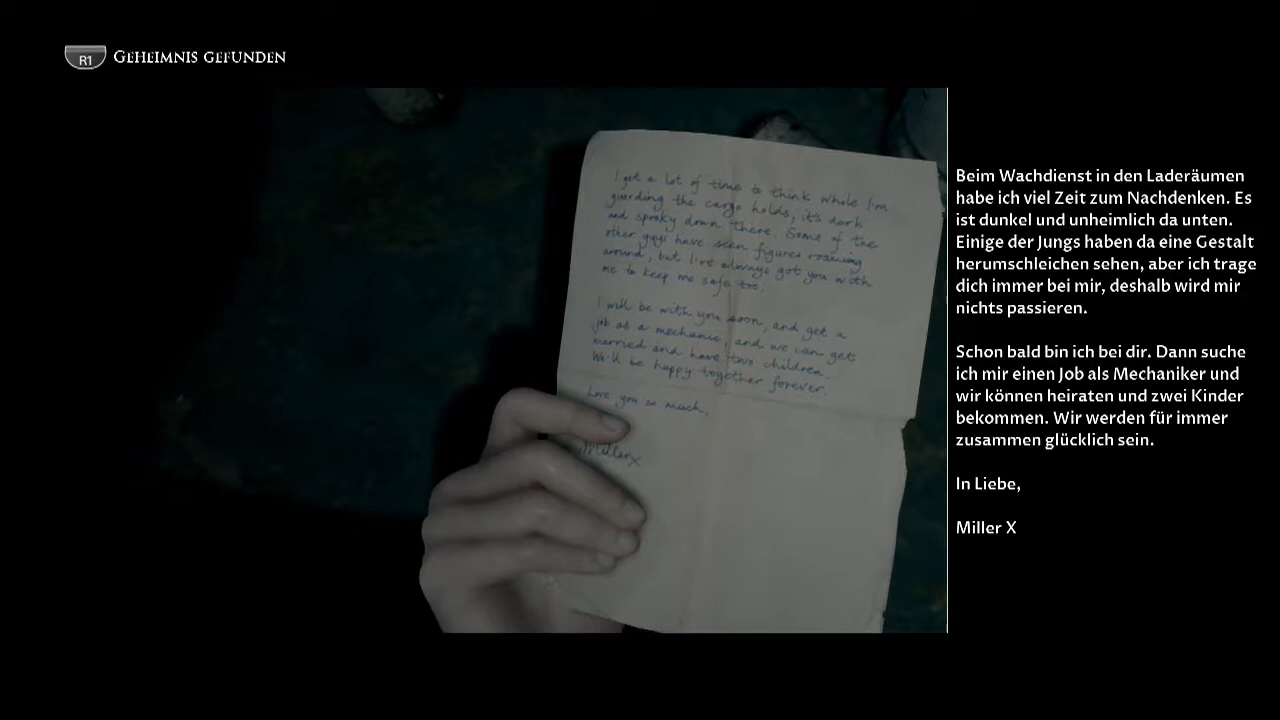 R1 GEHEIMNIS GEFUNDEN
I get a lot of time to think while I'm
guarding the cargo holds, it's dark
and spooky down there. Some of the
other guys have seen figures roaming
around, but I've always got you with
me to keep me safe too.
I will be with you soon, and get a
job as a mechanic, and we can get
married and have two children.
We'll be happy together forever.
Love you so much,
Miller x
Beim Wachdienst in den Laderäumen
habe ich viel Zeit zum Nachdenken. Es
ist dunkel und unheimlich da unten.
Einige der Jungs haben da eine Gestalt
herumschleichen sehen, aber ich trage
dich immer bei mir, deshalb wird mir
nichts passieren.
Schon bald bin ich bei dir. Dann suche
ich mir einen Job als Mechaniker und
wir können heiraten und zwei Kinder
bekommen. Wir werden für immer
zusammen glücklich sein.
In Liebe,
Miller X